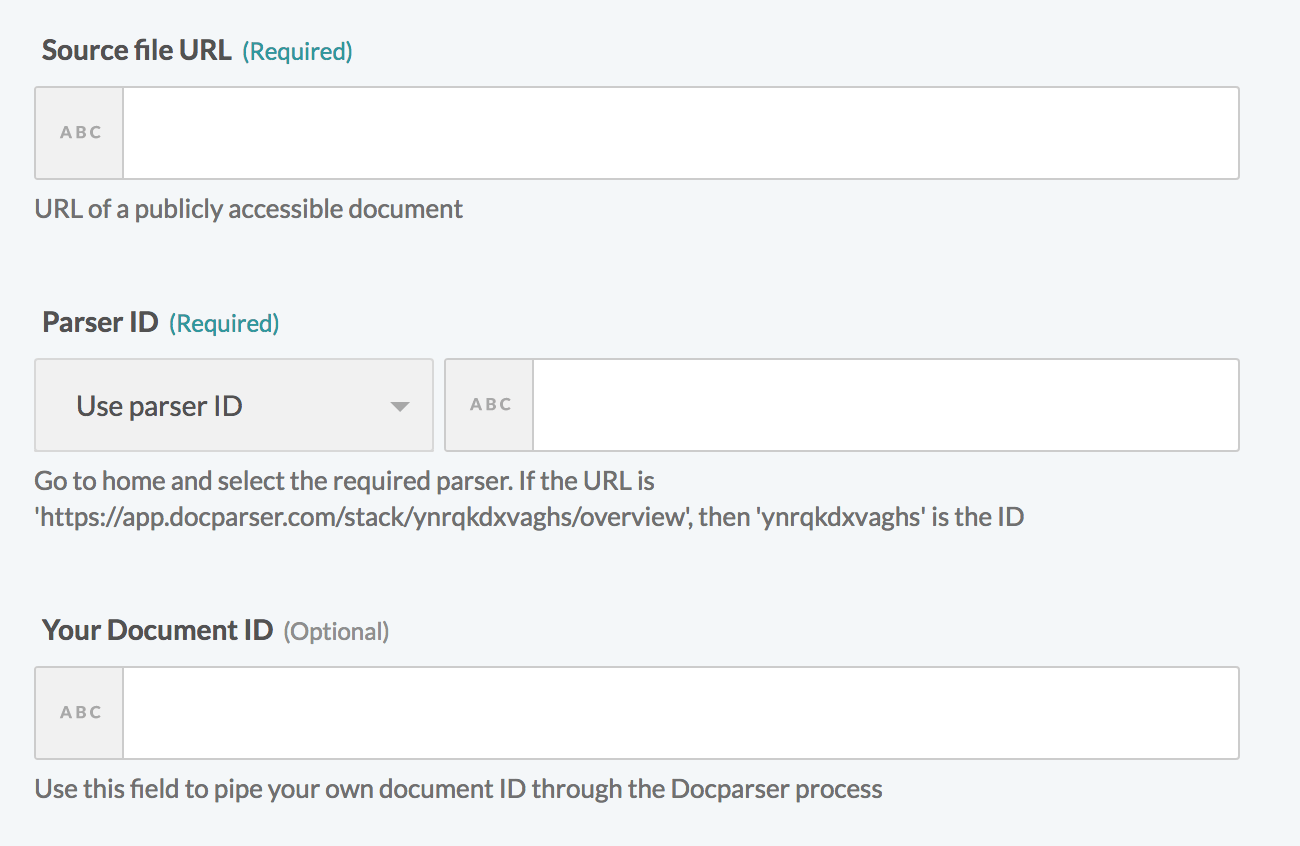 Source file URL (Required)
ABC
URL of a publicly accessible document
Parser ID (Required)
Use parser ID
ABC
Go to home and select the required parser. If the URL is
'https://app.docparser.com/stack/ynrqkdxvaghs/overview', then 'ynrqkdxvaghs' is the ID
Your Document ID (Optional)
ABC
Use this field to pipe your own document ID through the Docparser process